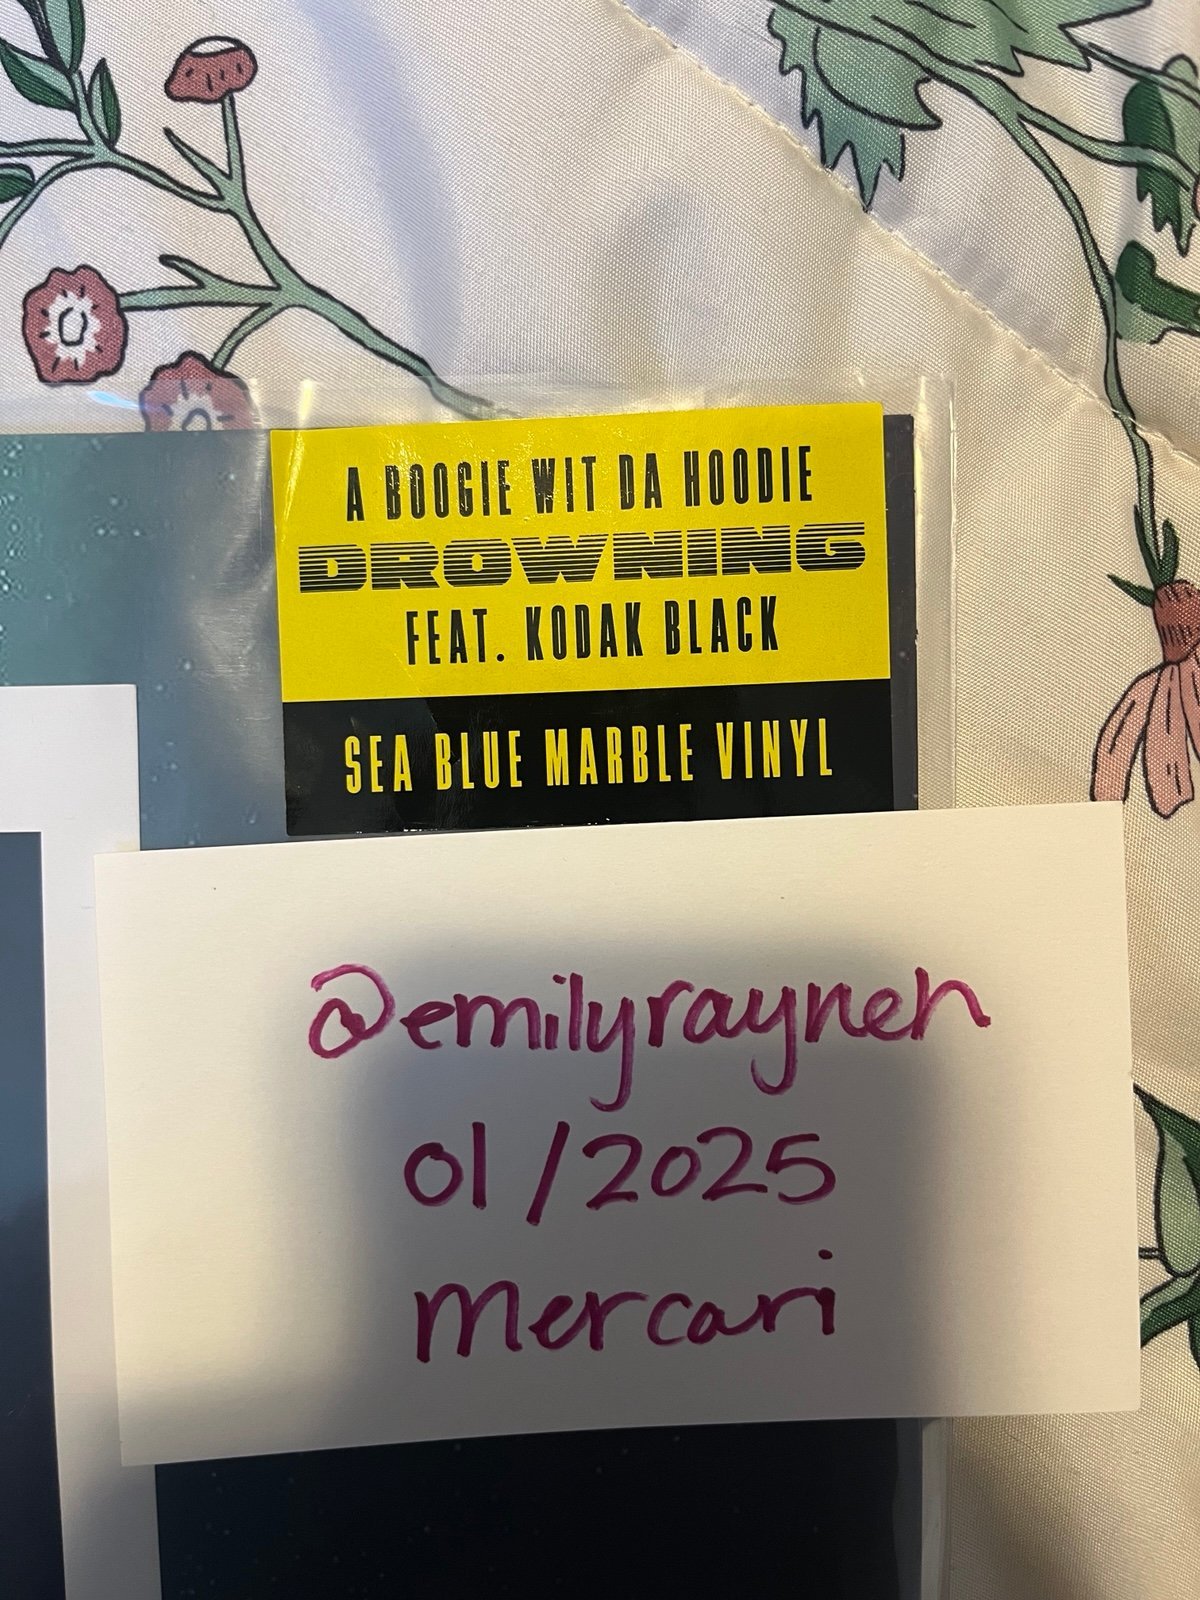 A BOOGIE WIT DA HOODIE
DROWNING
FEAT. KODAK BLACK
SEA BLUE MARBLE VINYL
@emilyrayneh
01/2025
mercari